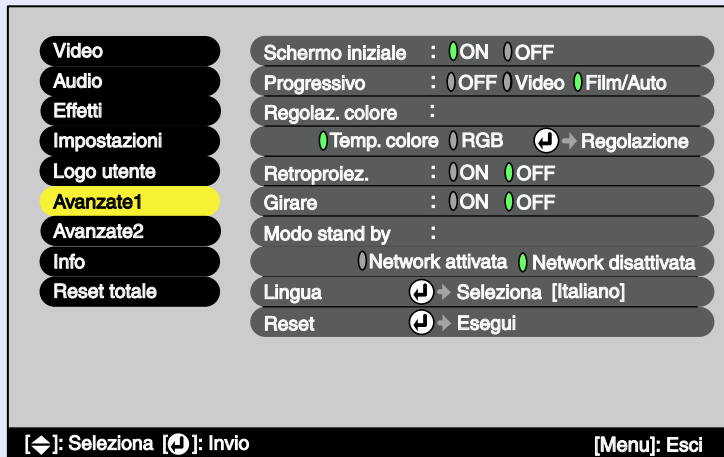 Video
Audio
Effetti
Impostazioni
Logo utente
Avanzate1
Avanzate2
Info
Reset totale
Schermo iniziale : ON OFF
Progressivo : OFF Video Film/Auto
Regolaz. colore :
Temp. colore RGB Regolazione
Retroproiez. : ON OFF
Girare : ON OFF
Modo stand by :
Network attivata Network disattivata
Lingua Seleziona [Italiano]
Reset Esegui
[ ]: Seleziona [ ]: Invio
[Menu]: Esci